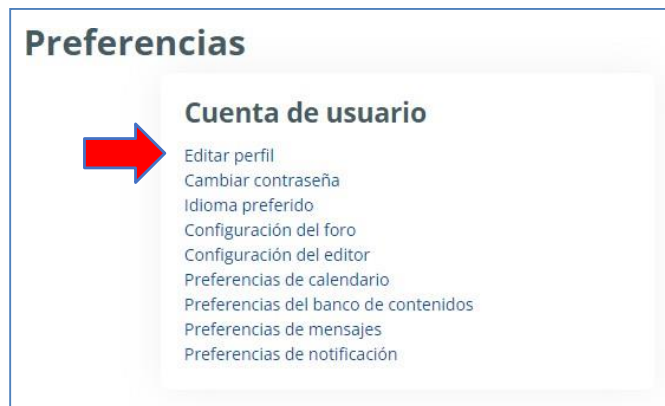 Preferencias
Cuenta de usuario
Editar perfil
Cambiar contraseña
Idioma preferido
Configuración del foro
Configuración del editor
Preferencias de calendario
Preferencias del banco de contenidos
Preferencias de mensajes
Preferencias de notificación